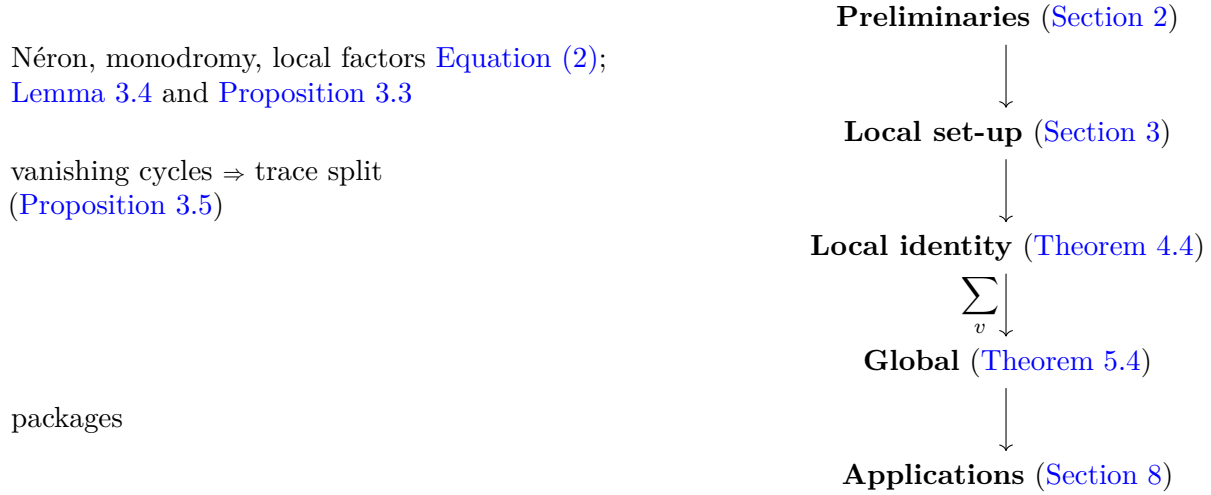 Preliminaries (Section 2)
Néron, monodromy, local factors Equation (2);
Lemma 3.4 and Proposition 3.3
Local set-up (Section 3)
vanishing cycles ⇒ trace split
(Proposition 3.5)
Local identity (Theorem 4.4)
∑
v
Global (Theorem 5.4)
packages
Applications (Section 8)